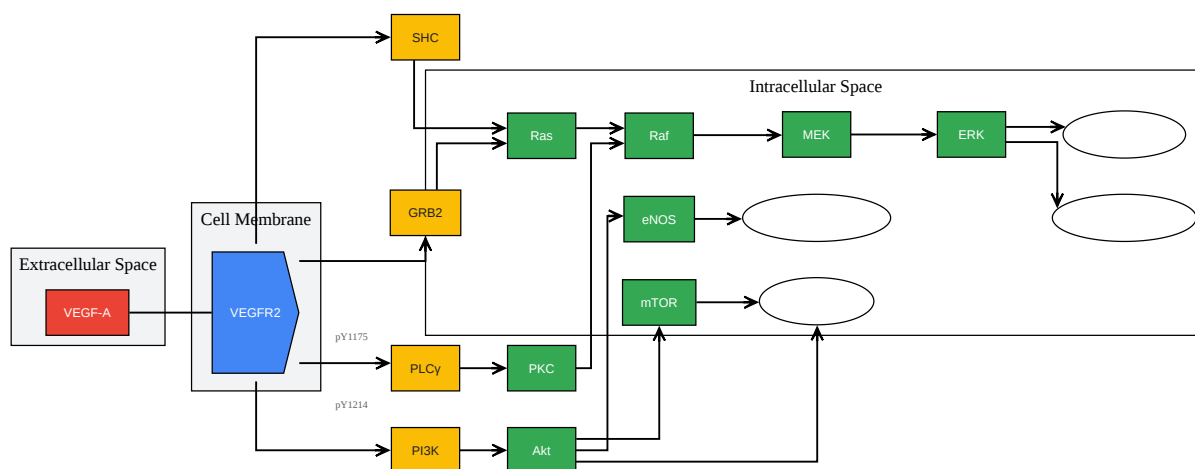 SHC
Intracellular Space
Ras
Raf
MEK
ERK
GRB2
Cell Membrane
eNOS
Extracellular Space
VEGF-A
VEGFR2
mTOR
pY1175
PLCγ
PKC
pY1214
PI3K
Akt